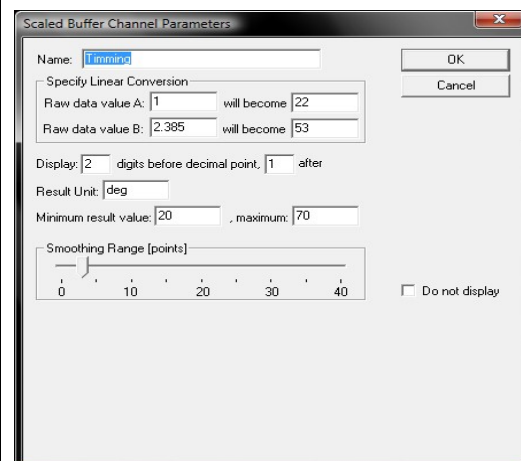 Scaled Buffer Channel Parameters
Name: Timming
OK
Specify Linear Conversion
Cancel
Raw data value A: 1 will become 22
Raw data value B: 2.385 will become 53
Display: 2 digits before decimal point, 1 after
Result Unit: deg
Minimum result value: 20 , maximum: 70
Smoothing Range [points]
0 10 20 30 40
Do not display